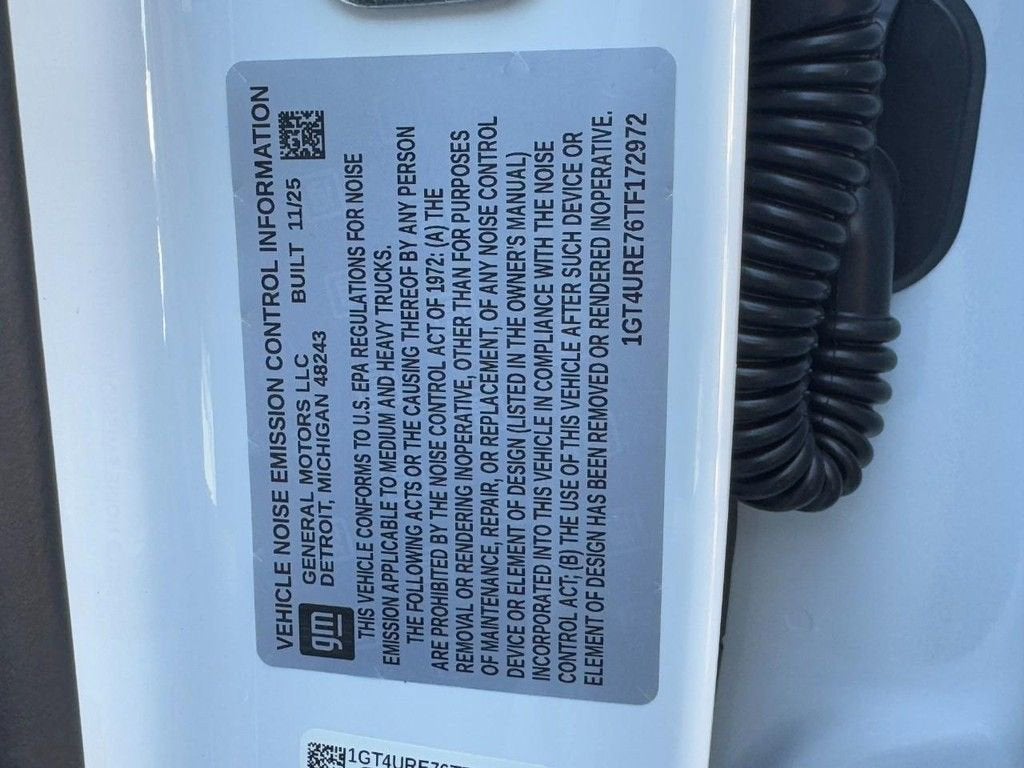 VEHICLE NOISE EMISSION CONTROL INFORMATION
gm
GENERAL MOTORS LLC
DETROIT, MICHIGAN 48243
BUILT 11/25
THIS VEHICLE CONFORMS TO U.S. EPA REGULATIONS FOR NOISE
EMISSION APPLICABLE TO MEDIUM AND HEAVY TRUCKS.
THE FOLLOWING ACTS OR THE CAUSING THEREOF BY ANY PERSON
ARE PROHIBITED BY THE NOISE CONTROL ACT OF 1972: (A) THE
REMOVAL OR RENDERING INOPERATIVE, OTHER THAN FOR PURPOSES
OF MAINTENANCE, REPAIR, OR REPLACEMENT, OF ANY NOISE CONTROL
DEVICE OR ELEMENT OF DESIGN (LISTED IN THE OWNER'S MANUAL)
INCORPORATED INTO THIS VEHICLE IN COMPLIANCE WITH THE NOISE
CONTROL ACT; (B) THE USE OF THIS VEHICLE AFTER SUCH DEVICE OR
ELEMENT OF DESIGN HAS BEEN REMOVED OR RENDERED INOPERATIVE.
1GT4URE76TF172972
1GT4URE76T